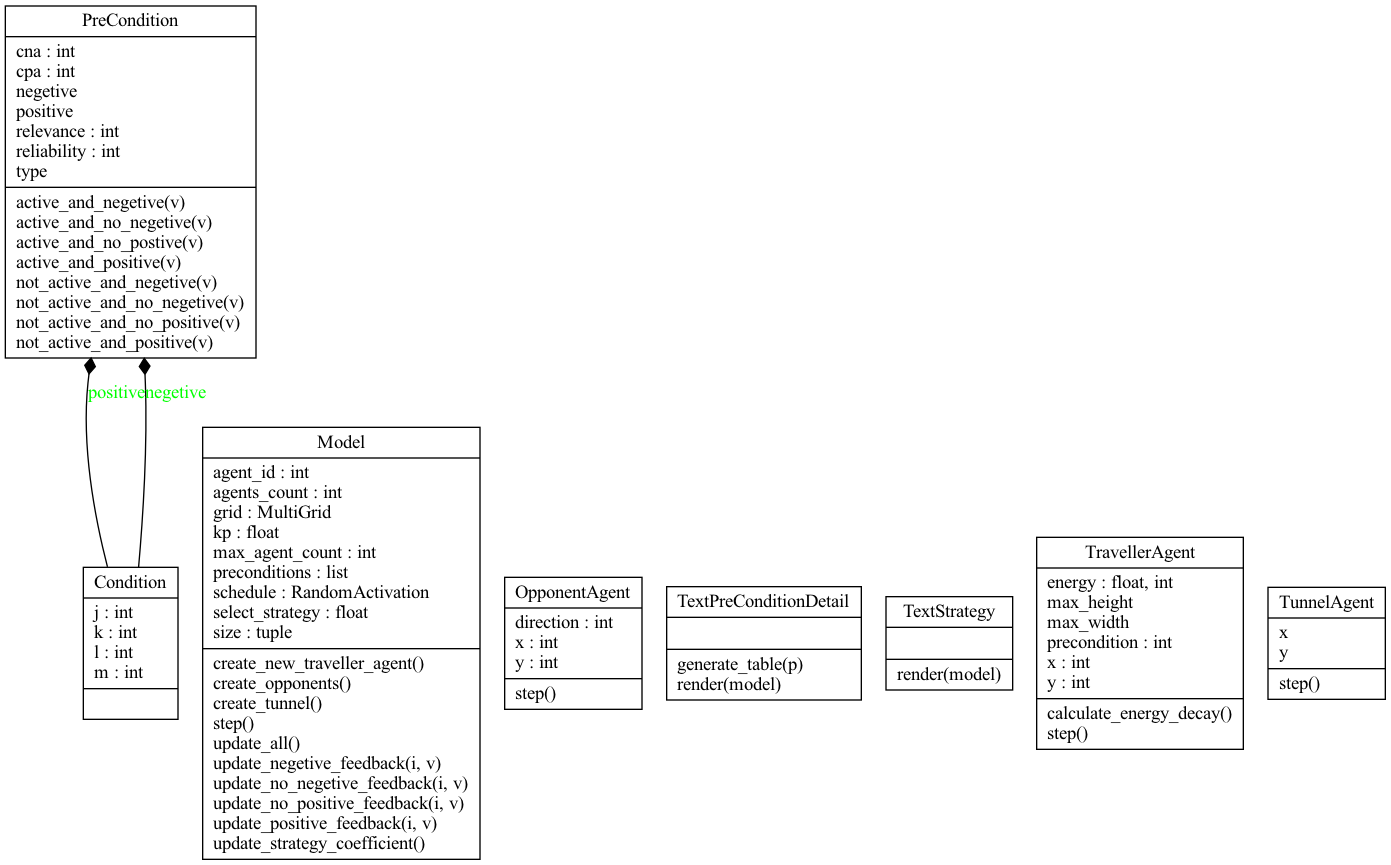 PreCondition
cna : int
cpa : int
negetive
positive
relevance : int
reliability : int
type
active_and_negetive(v)
active_and_no_negetive(v)
active_and_no_postive(v)
active_and_positive(v)
not_active_and_negetive(v)
not_active_and_no_negetive(v)
not_active_and_no_positive(v)
not_active_and_positive(v)
positive
negetive
Condition
j : int
k : int
l : int
m : int
Model
agent_id : int
agents_count : int
grid : MultiGrid
kp : float
max_agent_count : int
preconditions : list
schedule : RandomActivation
select_strategy : float
size : tuple
create_new_traveller_agent()
create_opponents()
create_tunnel()
step()
update_all()
update_negetive_feedback(i, v)
update_no_negetive_feedback(i, v)
update_no_positive_feedback(i, v)
update_positive_feedback(i, v)
update_strategy_coefficient()
OpponentAgent
direction : int
x : int
y : int
step()
TextPreConditionDetail
generate_table(p)
render(model)
TextStrategy
render(model)
TravellerAgent
energy : float, int
max_height
max_width
precondition : int
x : int
y : int
calculate_energy_decay()
step()
TunnelAgent
x
y
step()